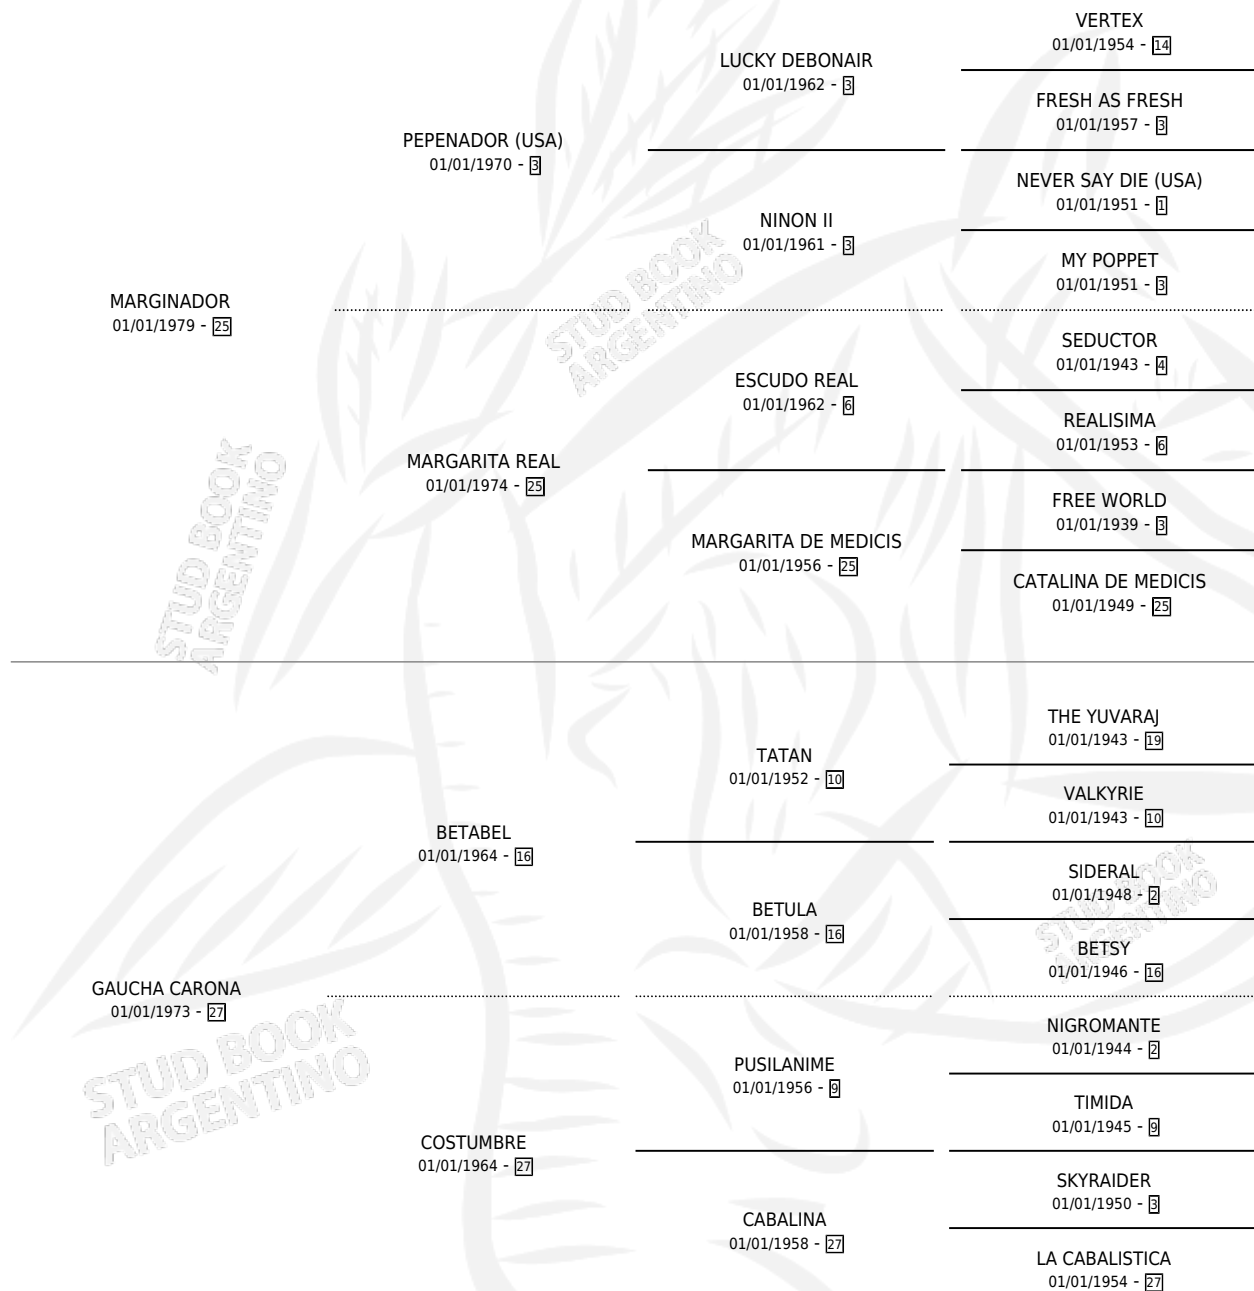 VERTEX
01/01/1954 - 14
LUCKY DEBONAIR
01/01/1962 - 3
FRESH AS FRESH
01/01/1957 - 3
PEPENADOR (USA)
01/01/1970 - 3
NEVER SAY DIE (USA)
01/01/1951 - 1
NINON II
01/01/1961 - 3
MY POPPET
01/01/1951 - 3
MARGINADOR
01/01/1979 - 25
STUD BOOK
ARGENTINO
SEDUCTOR
01/01/1943 - 4
ESCUDO REAL
01/01/1962 - 6
REALISIMA
01/01/1953 - 6
MARGARITA REAL
01/01/1974 - 25
FREE WORLD
01/01/1939 - 3
MARGARITA DE MEDICIS
01/01/1956 - 25
CATALINA DE MEDICIS
01/01/1949 - 25
STUD BOOK
ARGENTINO
THE YUVARAJ
01/01/1943 - 19
TATAN
01/01/1952 - 10
VALKYRIE
01/01/1943 - 10
BETABEL
01/01/1964 - 16
SIDERAL
01/01/1948 - 2
BETULA
01/01/1958 - 16
BETSY
01/01/1946 - 16
STUD BOOK
ARGENTINO
GAUCHA CARONA
01/01/1973 - 27
STUD BOOK
ARGENTINO
NIGROMANTE
01/01/1944 - 2
PUSILANIME
01/01/1956 - 9
TIMIDA
01/01/1945 - 9
COSTUMBRE
01/01/1964 - 27
SKYRAIDER
01/01/1950 - 3
CABALINA
01/01/1958 - 27
LA CABALISTICA
01/01/1954 - 27